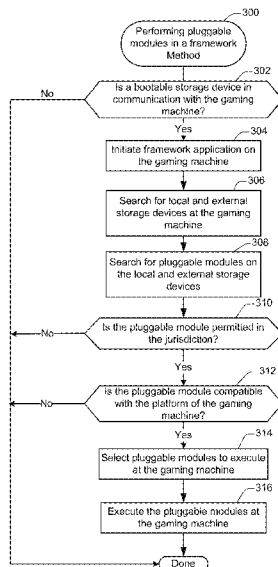 300
Performing pluggable
modules in a framework
Method
302
Is a bootable storage device in
communication with the gaming
machine?
No
Yes
304
Initiate framework application on
the gaming machine
306
Search for local and external
storage devices at the gaming
machine
308
Search for pluggable modules on
the local and external storage
devices
310
Is the pluggable module permitted in
the jurisdiction?
No
Yes
312
Is the pluggable module compatible
with the platform of the gaming
machine?
No
Yes
314
Select pluggable modules to execute
at the gaming machine
316
Execute the pluggable modules at
the gaming machine
Done